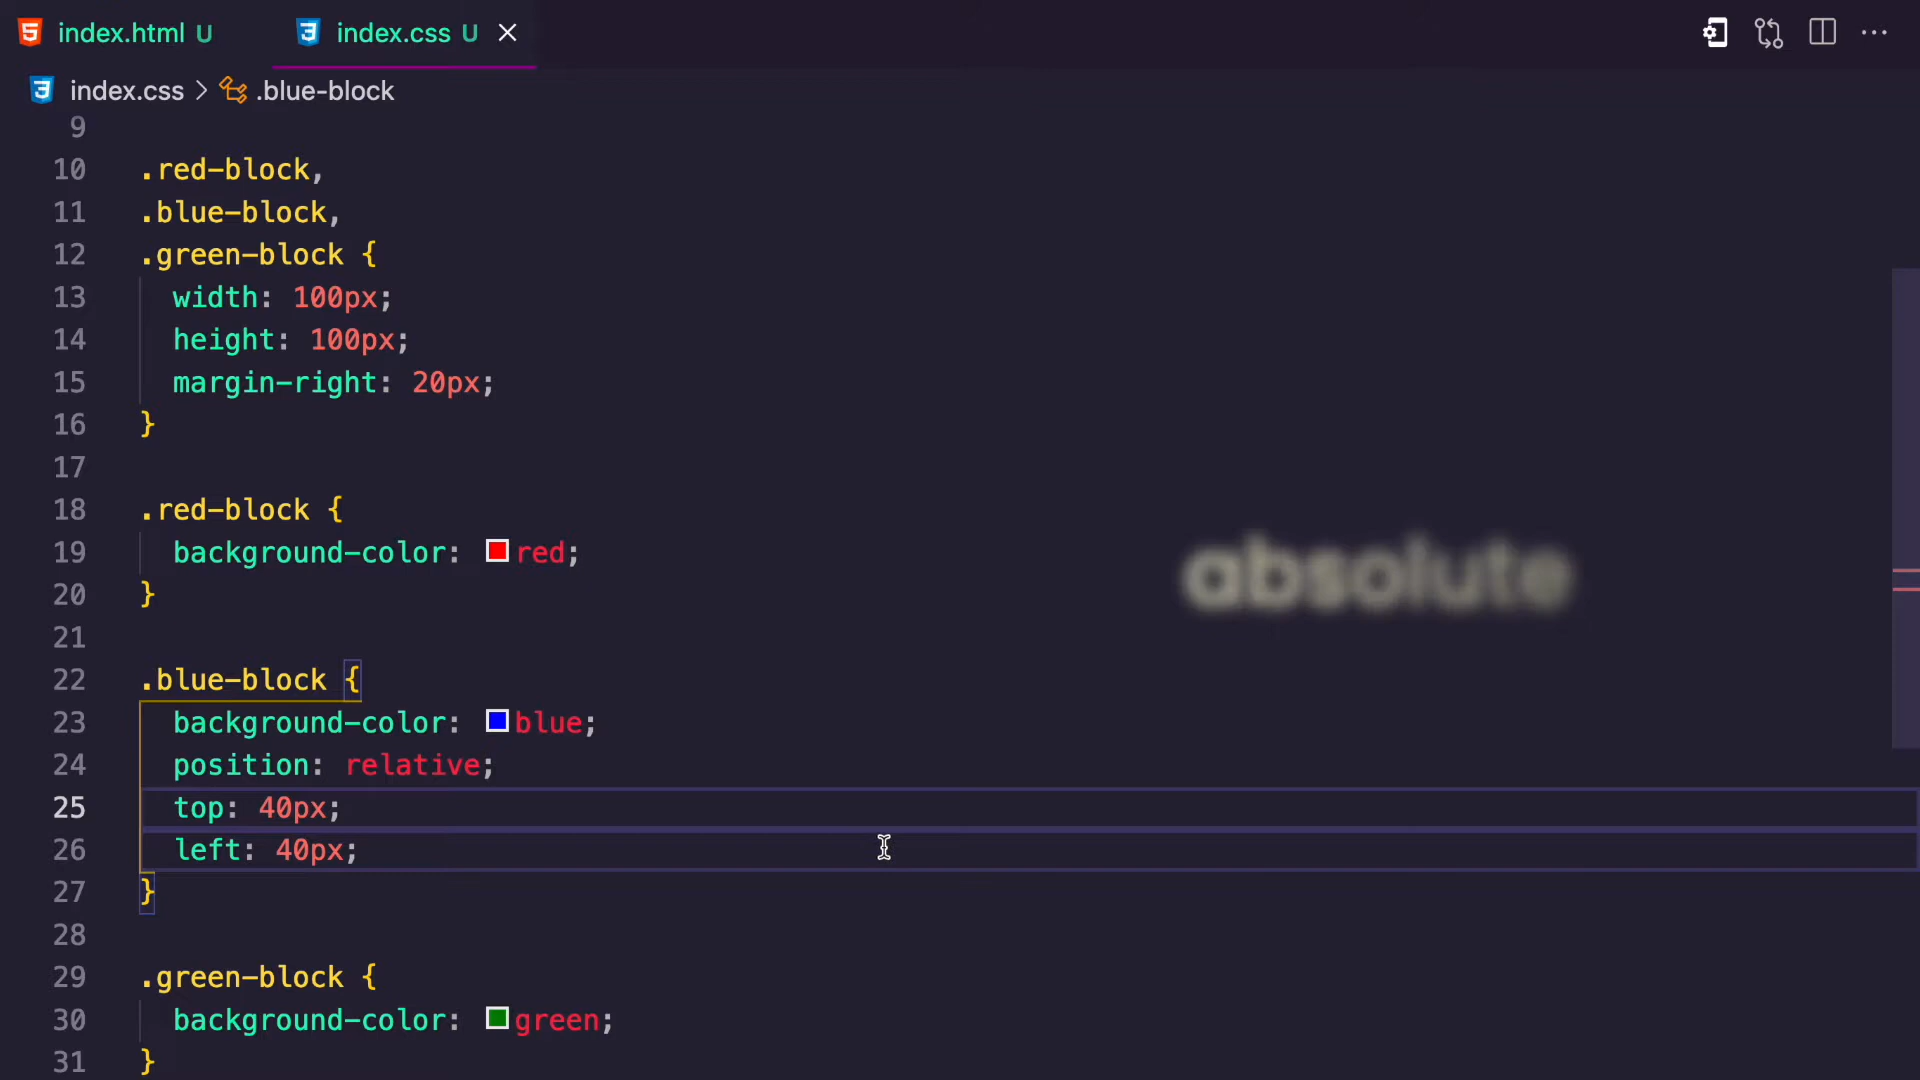 index.html U index.css U
index.css > .blue-block
9
10 .red-block,
11 .blue-block,
12 .green-block {
13 width: 100px;
14 height: 100px;
15 margin-right: 20px;
16 }
17
18 .red-block {
19 background-color: red;
20 }
absolute
21
22 .blue-block {
23 background-color: blue;
24 position: relative;
25 top: 40px;
26 left: 40px;
27 }
28
29 .green-block {
30 background-color: green;
31 }